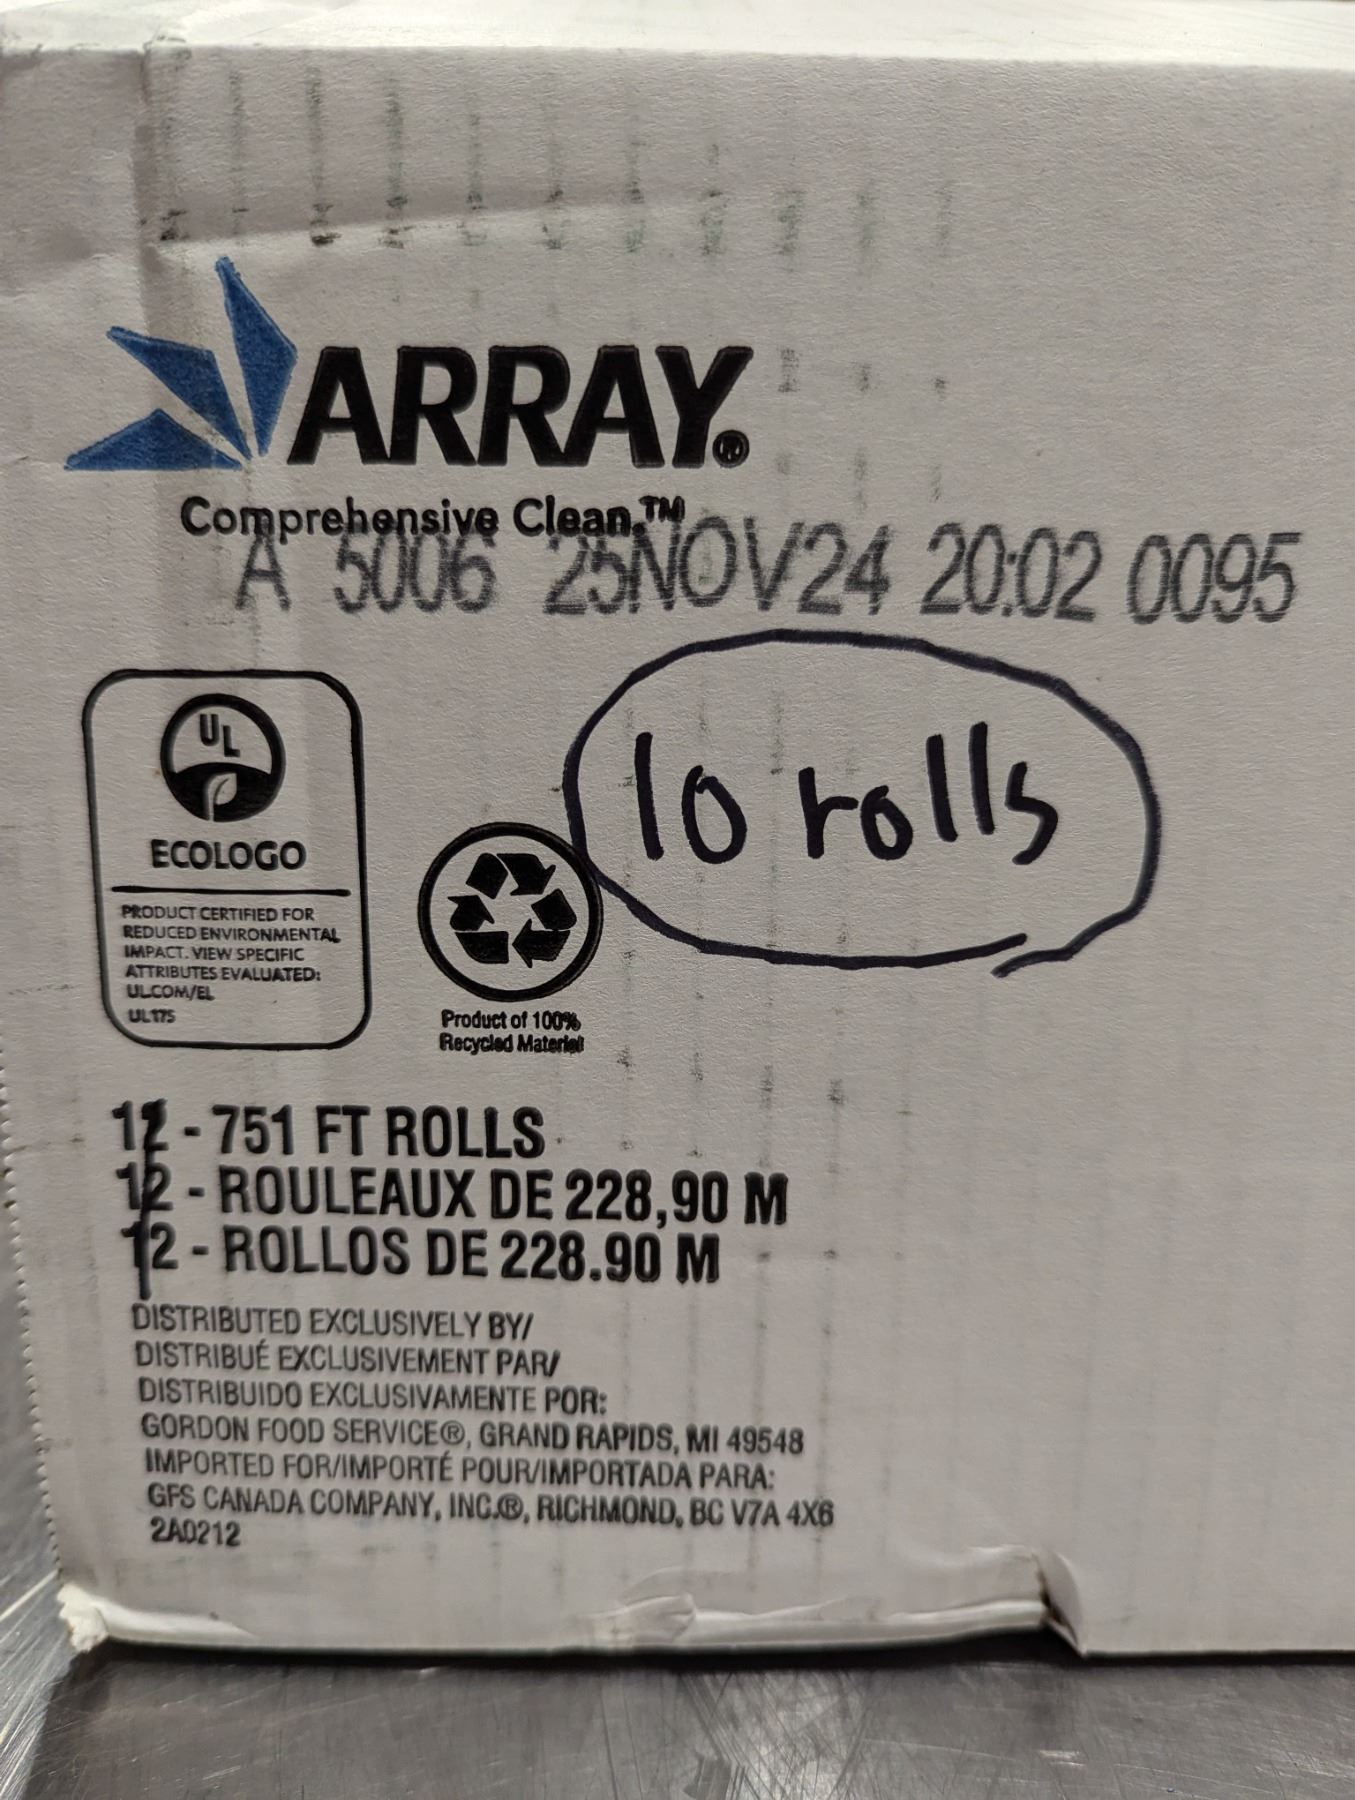 ARRAY®
Comprehensive Clean.™
A 5006 25NOV24 20:02 0095
10 rolls
UL
ECOLOGO
PRODUCT CERTIFIED FOR
REDUCED ENVIRONMENTAL
IMPACT. VIEW SPECIFIC
ATTRIBUTES EVALUATED:
UL.COM/EL
UL175
Product of 100%
Recycled Material
12 - 751 FT ROLLS
12 - ROULEAUX DE 228,90 M
12 - ROLLOS DE 228.90 M
DISTRIBUTED EXCLUSIVELY BY/
DISTRIBUÉ EXCLUSIVEMENT PAR/
DISTRIBUIDO EXCLUSIVAMENTE POR:
GORDON FOOD SERVICE®, GRAND RAPIDS, MI 49548
IMPORTED FOR/IMPORTÉ POUR/IMPORTADA PARA:
GFS CANADA COMPANY, INC.®, RICHMOND, BC V7A 4X6
2A0212